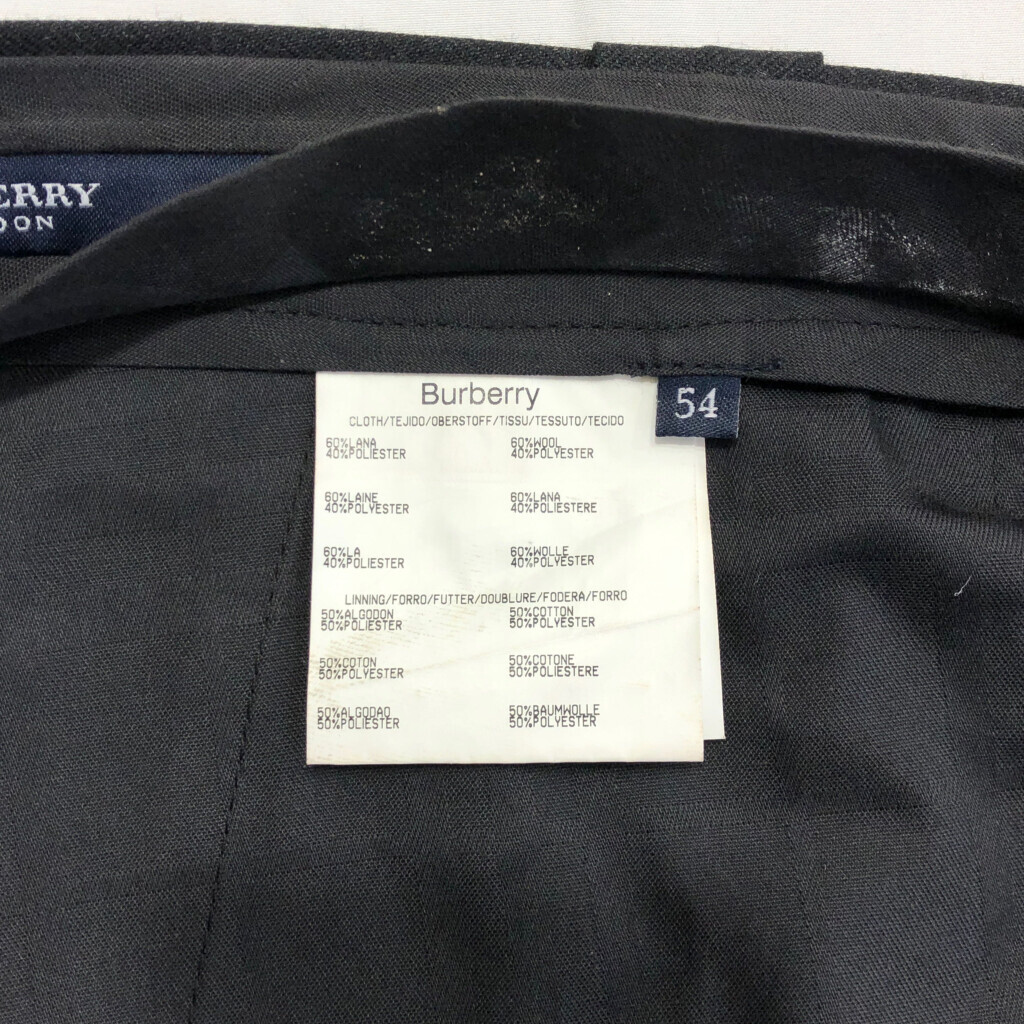 ERRY
DON
Burberry
54
CLOTH/TEJIDO/OBERSTOFF/TISSU/TESSUTO/TECIDO
60%LANA 60%WOOL
40%POLIESTER 40%POLYESTER
60%LAINE 60%LANA
40%POLYESTER 40%POLIESTERE
60%LA 60%WOLLE
40%POLIESTER 40%POLYESTER
LINNING/FORRO/FUTTER/DOUBLURE/FODERA/FORRO
50%ALGODON 50%COTTON
50%POLIESTER 50%POLYESTER
50%COTON 50%COTONE
50%POLYESTER 50%POLIESTERE
50%ALGODAO 50%BAUMWOLLE
50%POLIESTER 50%POLYESTER